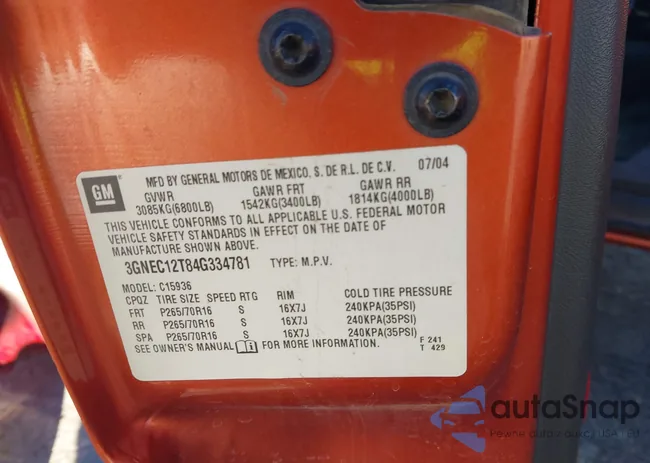 GM
MFD BY GENERAL MOTORS DE MEXICO, S. DE R.L. DE C.V. 07/04
GVWR GAWR FRT GAWR RR
3085KG(6800LB) 1542KG(3400LB) 1814KG(4000LB)
THIS VEHICLE CONFORMS TO ALL APPLICABLE U.S. FEDERAL MOTOR
VEHICLE SAFETY STANDARDS IN EFFECT ON THE DATE OF
MANUFACTURE SHOWN ABOVE.
3GNEC12T84G334781 TYPE: M.P.V.
MODEL: C15936
CPOZ TIRE SIZE SPEED RTG RIM COLD TIRE PRESSURE
FRT P265/70R16 S 16X7J 240KPA(35PSI)
RR P265/70R16 S 16X7J 240KPA(35PSI)
SPA P265/70R16 S 16X7J 240KPA(35PSI)
SEE OWNER'S MANUAL FOR MORE INFORMATION.
F 241
T 429
autaSnap
Pewne auta z